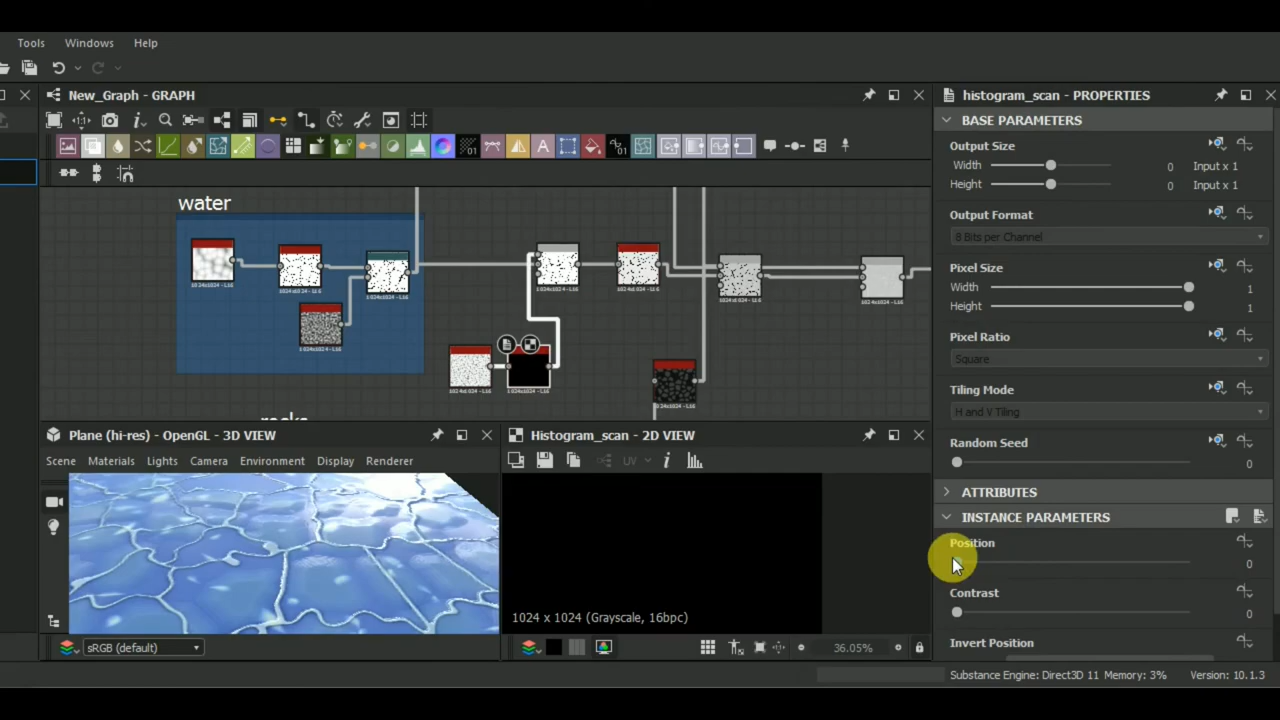 Tools Windows Help
New_Graph - GRAPH
water
histogram_scan - PROPERTIES
BASE PARAMETERS
Output Size
Width 0 Input x 1
Height 0 Input x 1
Output Format
8 Bits per Channel
Pixel Size
Width 1
Height 1
Pixel Ratio
Square
Tiling Mode
H and V Tiling
Random Seed
0
ATTRIBUTES
INSTANCE PARAMETERS
Position
0
Contrast
0
Invert Position
Plane (hi-res) - OpenGL - 3D VIEW
Scene Materials Lights Camera Environment Display Renderer
sRGB (default)
Histogram_scan - 2D VIEW
UV
1024 x 1024 (Grayscale, 16bpc)
36.05%
Substance Engine: Direct3D 11 Memory: 3% Version: 10.1.3